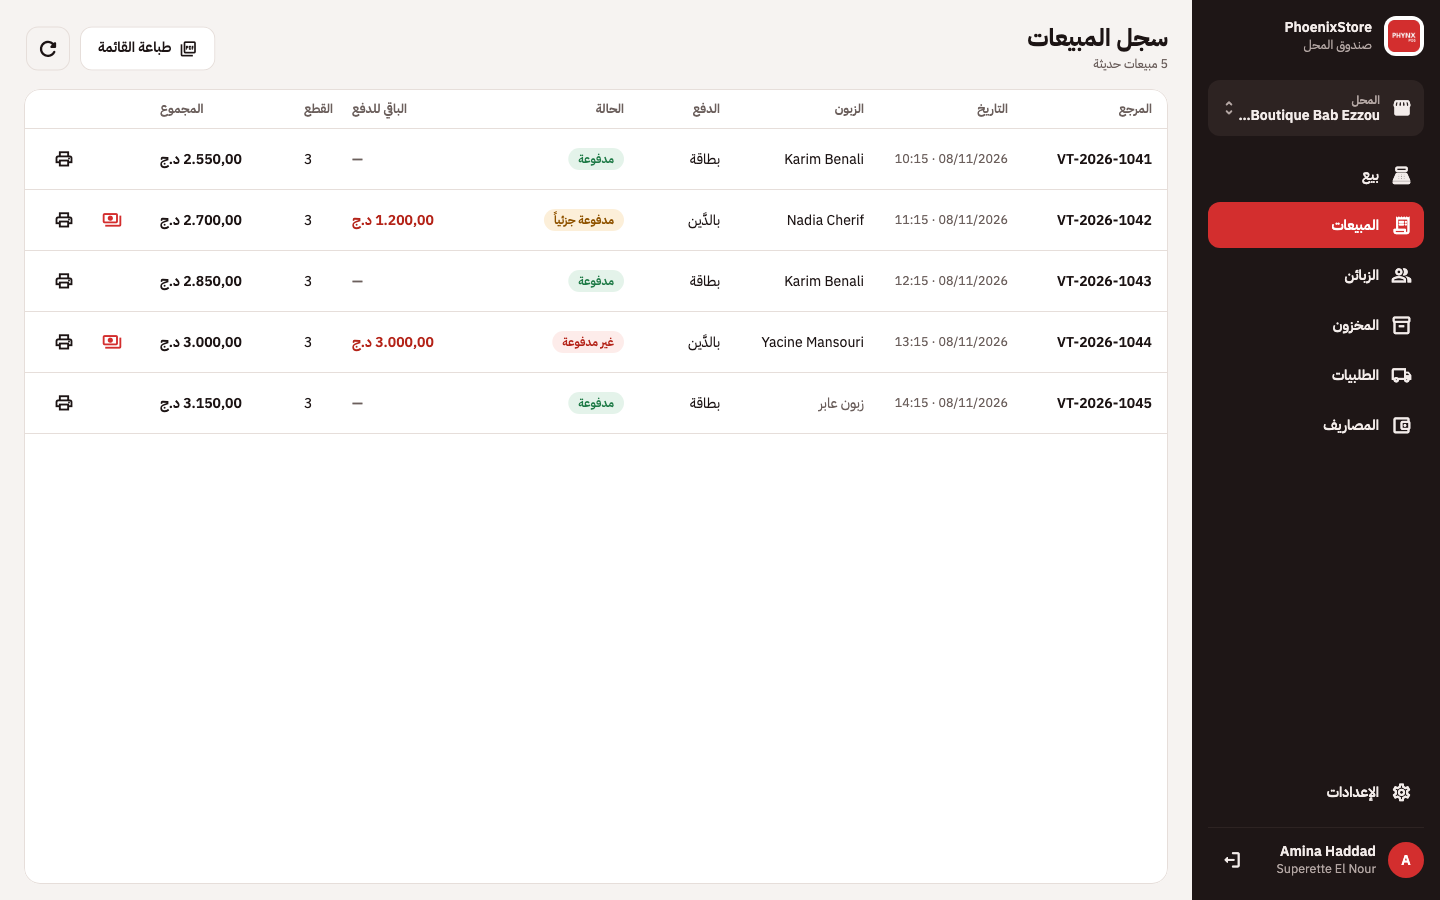 PHYNX
POS
PhoenixStore
صندوق المحل
المحل
Boutique Bab Ezzou...
بيع
المبيعات
الزبائن
المخزون
الطلبيات
المصاريف
الإعدادات
A
Amina Haddad
Superette El Nour
سجل المبيعات
5 مبيعات حديثة
طباعة القائمة
المرجع التاريخ الزبون الدفع الحالة الباقي للدفع القطع المجموع
VT-2026-1041 08/11/2026 · 10:15 Karim Benali بطاقة مدفوعة — 3 2.550,00 د.ج
VT-2026-1042 08/11/2026 · 11:15 Nadia Cherif بالدَّين مدفوعة جزئياً 1.200,00 د.ج 3 2.700,00 د.ج
VT-2026-1043 08/11/2026 · 12:15 Karim Benali بطاقة مدفوعة — 3 2.850,00 د.ج
VT-2026-1044 08/11/2026 · 13:15 Yacine Mansouri بالدَّين غير مدفوعة 3.000,00 د.ج 3 3.000,00 د.ج
VT-2026-1045 08/11/2026 · 14:15 زبون عابر بطاقة مدفوعة — 3 3.150,00 د.ج